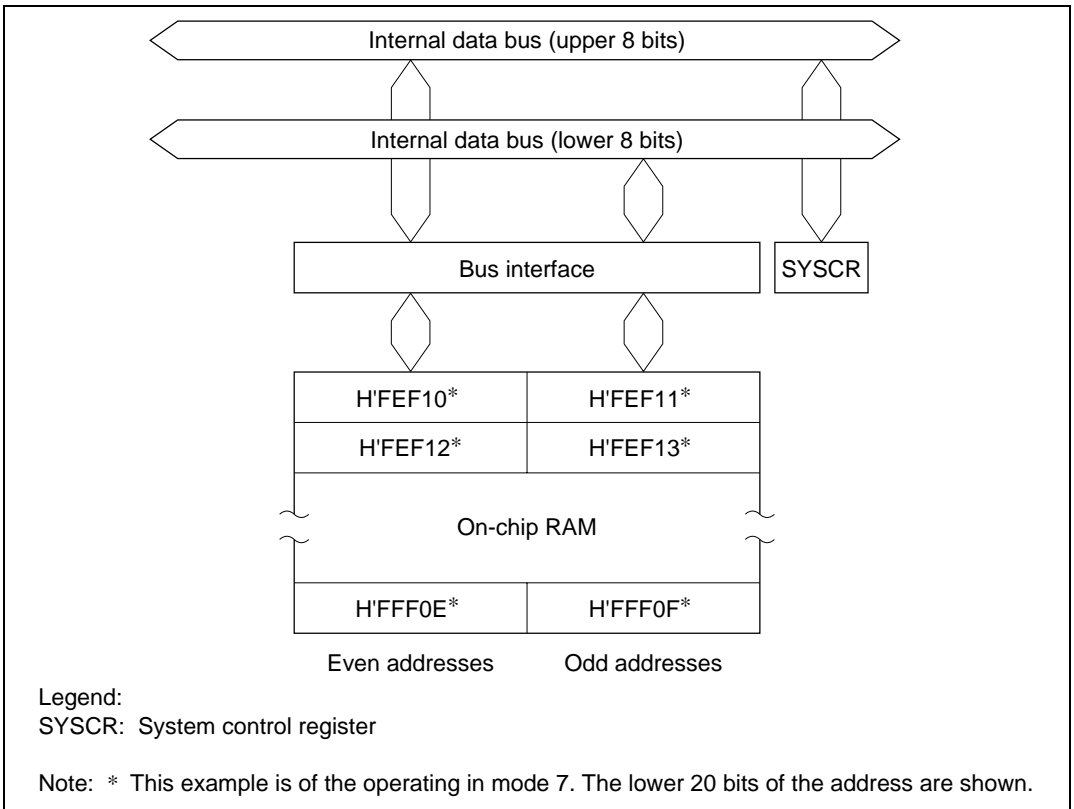 Internal data bus (upper 8 bits)
Internal data bus (lower 8 bits)
Bus interface
SYSCR
H'FEF10*
H'FEF11*
H'FEF12*
H'FEF13*
On-chip RAM
H'FFF0E*
H'FFF0F*
Even addresses
Odd addresses
Legend:
SYSCR: System control register
Note: * This example is of the operating in mode 7. The lower 20 bits of the address are shown.